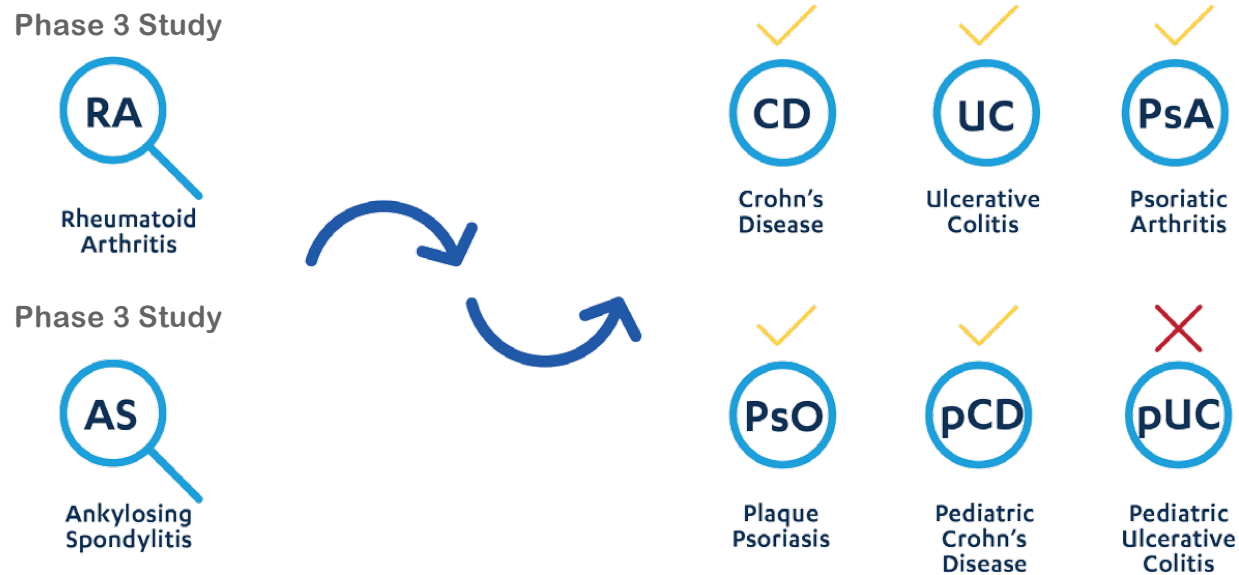 Phase 3 Study
RA
Rheumatoid
Arthritis
Phase 3 Study
AS
Ankylosing
Spondylitis
CD
Crohn's
Disease
UC
Ulcerative
Colitis
PsA
Psoriatic
Arthritis
PsO
Plaque
Psoriasis
pCD
Pediatric
Crohn's
Disease
pUC
Pediatric
Ulcerative
Colitis